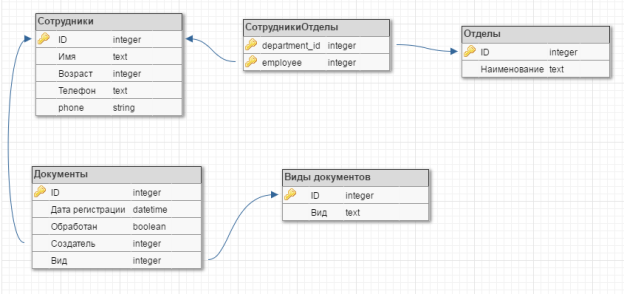 Сотрудники
ID integer
Имя text
Возраст integer
Телефон text
phone string
СотрудникиОтделы
department_id integer
employee integer
Отделы
ID integer
Наименование text
Документы
ID integer
Дата регистрации datetime
Обработан boolean
Создатель integer
Вид integer
Виды документов
ID integer
Вид text